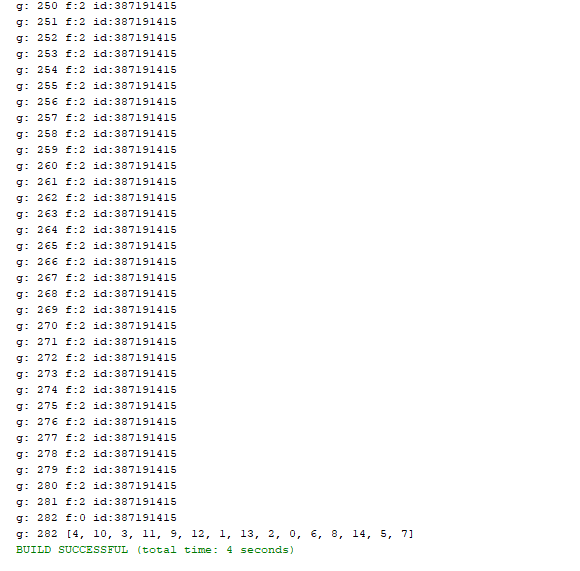 g: 250 f:2 id:387191415
g: 251 f:2 id:387191415
g: 252 f:2 id:387191415
g: 253 f:2 id:387191415
g: 254 f:2 id:387191415
g: 255 f:2 id:387191415
g: 256 f:2 id:387191415
g: 257 f:2 id:387191415
g: 258 f:2 id:387191415
g: 259 f:2 id:387191415
g: 260 f:2 id:387191415
g: 261 f:2 id:387191415
g: 262 f:2 id:387191415
g: 263 f:2 id:387191415
g: 264 f:2 id:387191415
g: 265 f:2 id:387191415
g: 266 f:2 id:387191415
g: 267 f:2 id:387191415
g: 268 f:2 id:387191415
g: 269 f:2 id:387191415
g: 270 f:2 id:387191415
g: 271 f:2 id:387191415
g: 272 f:2 id:387191415
g: 273 f:2 id:387191415
g: 274 f:2 id:387191415
g: 275 f:2 id:387191415
g: 276 f:2 id:387191415
g: 277 f:2 id:387191415
g: 278 f:2 id:387191415
g: 279 f:2 id:387191415
g: 280 f:2 id:387191415
g: 281 f:2 id:387191415
g: 282 f:0 id:387191415
g: 282 [4, 10, 3, 11, 9, 12, 1, 13, 2, 0, 6, 8, 14, 5, 7]
BUILD SUCCESSFUL (total time: 4 seconds)